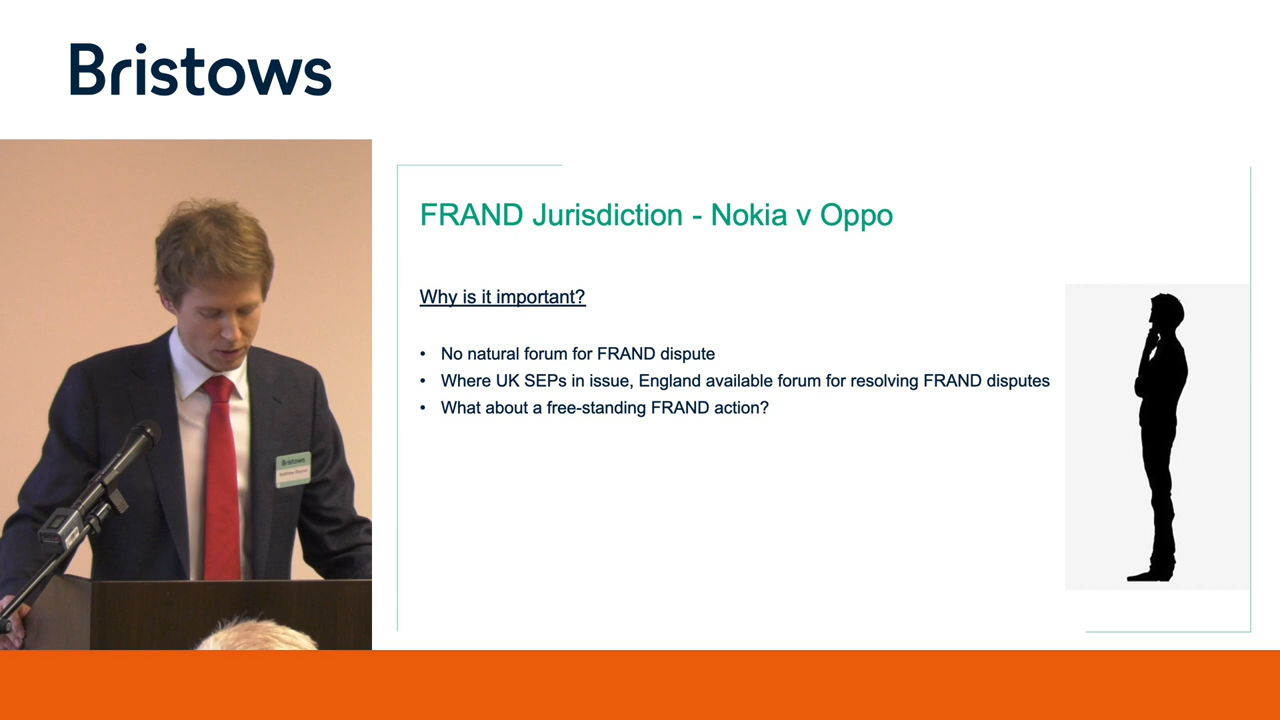 Bristows
FRAND Jurisdiction - Nokia v Oppo
Why is it important?
• No natural forum for FRAND dispute
• Where UK SEPs in issue, England available forum for resolving FRAND disputes
• What about a free-standing FRAND action?
Bristows